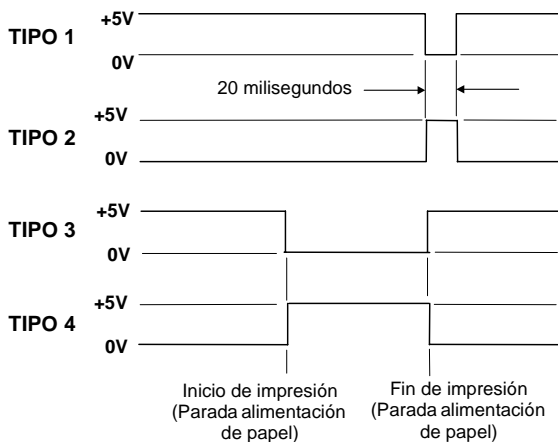 +5V
TIPO 1
0V
20 milisegundos
+5V
TIPO 2
0V
+5V
TIPO 3
0V
+5V
TIPO 4
0V
Inicio de impresión
(Parada alimentación
de papel)
Fin de impresión
(Parada alimentación
de papel)